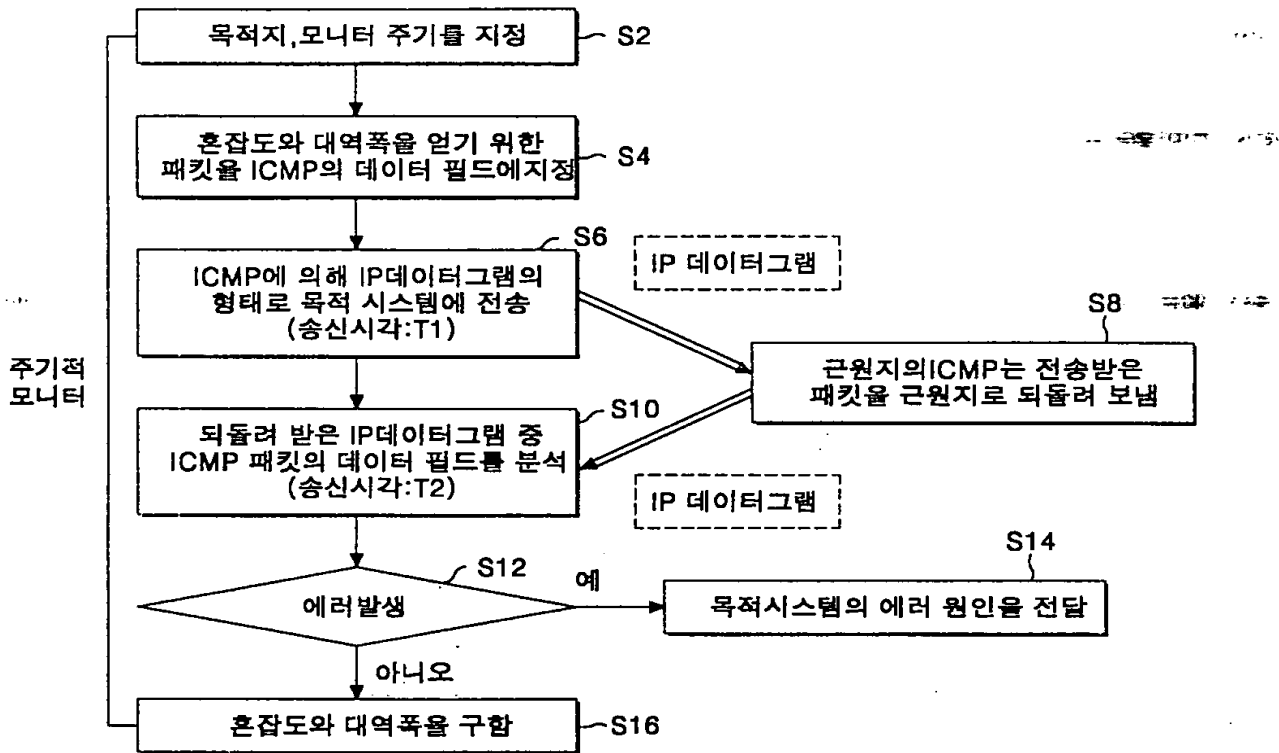 목적지,모니터 주기를 지정
S2
혼잡도와 대역폭을 얻기 위한
패킷을 ICMP의 데이터 필드에지정
S4
S6
IP 데이터그램
ICMP에 의해 IP데이터그램의
형태로 목적 시스템에 전송
(송신시각:T1)
S8
근원지의ICMP는 전송받은
패킷을 근원지로 되돌려 보냄
주기적
모니터
S10
되돌려 받은 IP데이터그램 중
ICMP 패킷의 데이터 필드를 분석
(송신시각:T2)
IP 데이터그램
S12
에러발생
예
S14
목적시스템의 에러 원인을 전달
아니오
혼잡도와 대역폭을 구함
S16